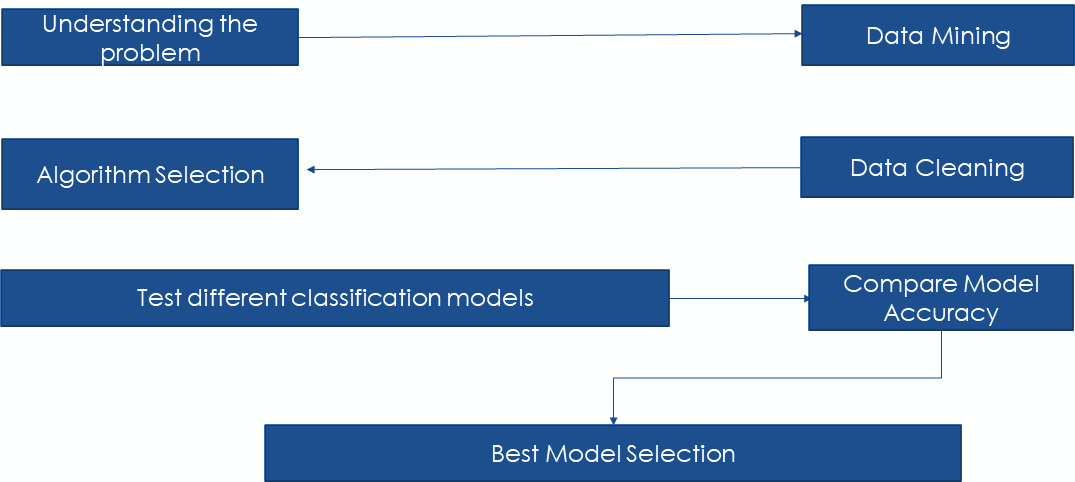 Understanding the
problem
Data Mining
Algorithm Selection
Data Cleaning
Test different classification models
Compare Model
Accuracy
Best Model Selection